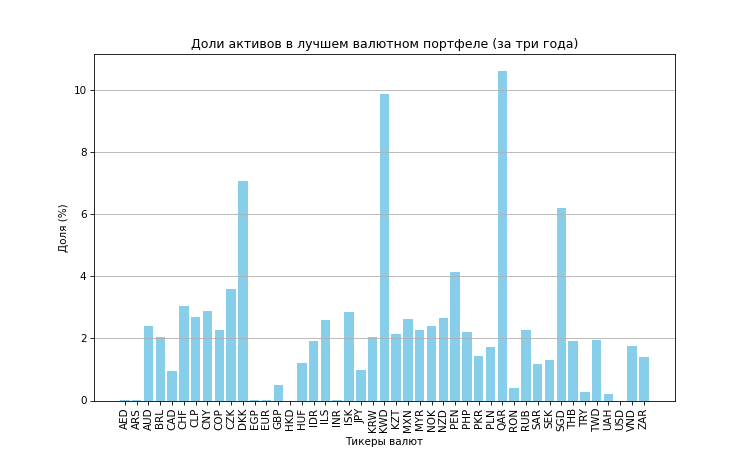 Доли активов в лучшем валютном портфеле (за три года)
Доля (%)
10
8
6
4
2
0
AED ARS AUD BRL CAD CHF CLP CNY COP CZK DKK EGP EUR GBP HKD HUF IDR ILS INR ISK JPY KRW KWD KZT MXN MYR NOK NZD PEN PHP PKR PLN QAR RON RUB SAR SEK SGD THB TRY TWD UAH USD VND ZAR
Тикеры валют